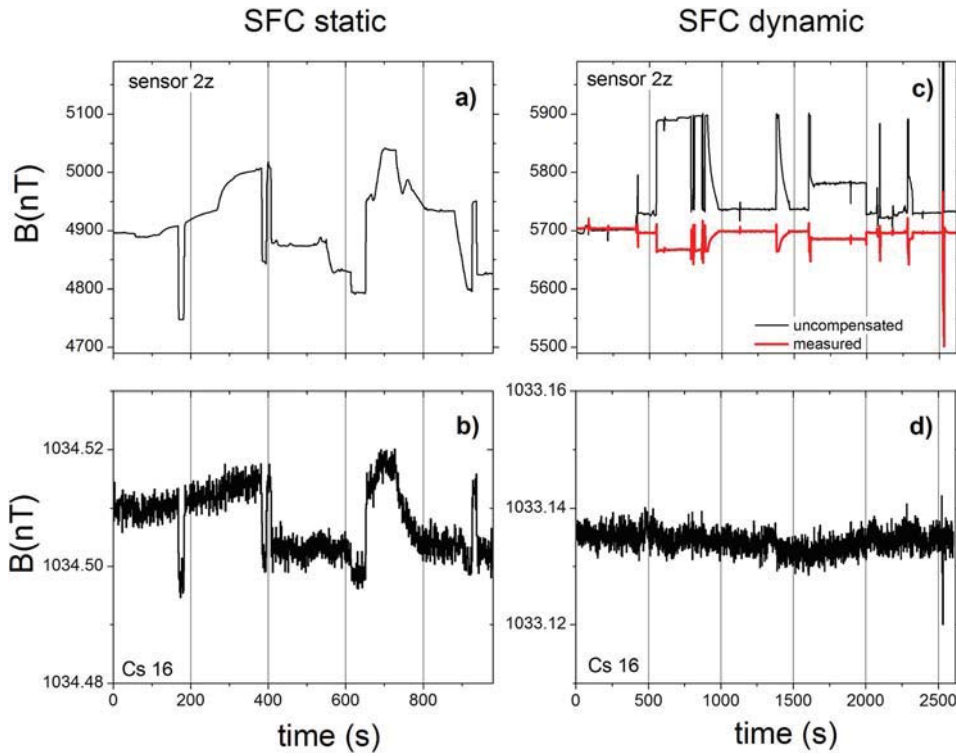 SFC static
SFC dynamic
sensor 2z
a)
B(nT)
5100
5000
4900
4800
4700
sensor 2z
c)
5900
5800
5700
5600
5500
uncompensated
measured
b)
B(nT)
1034.52
1034.50
1034.48
Cs 16
0
200
400
600
800
time (s)
d)
1033.16
1033.14
1033.12
Cs 16
0
500
1000
1500
2000
2500
time (s)